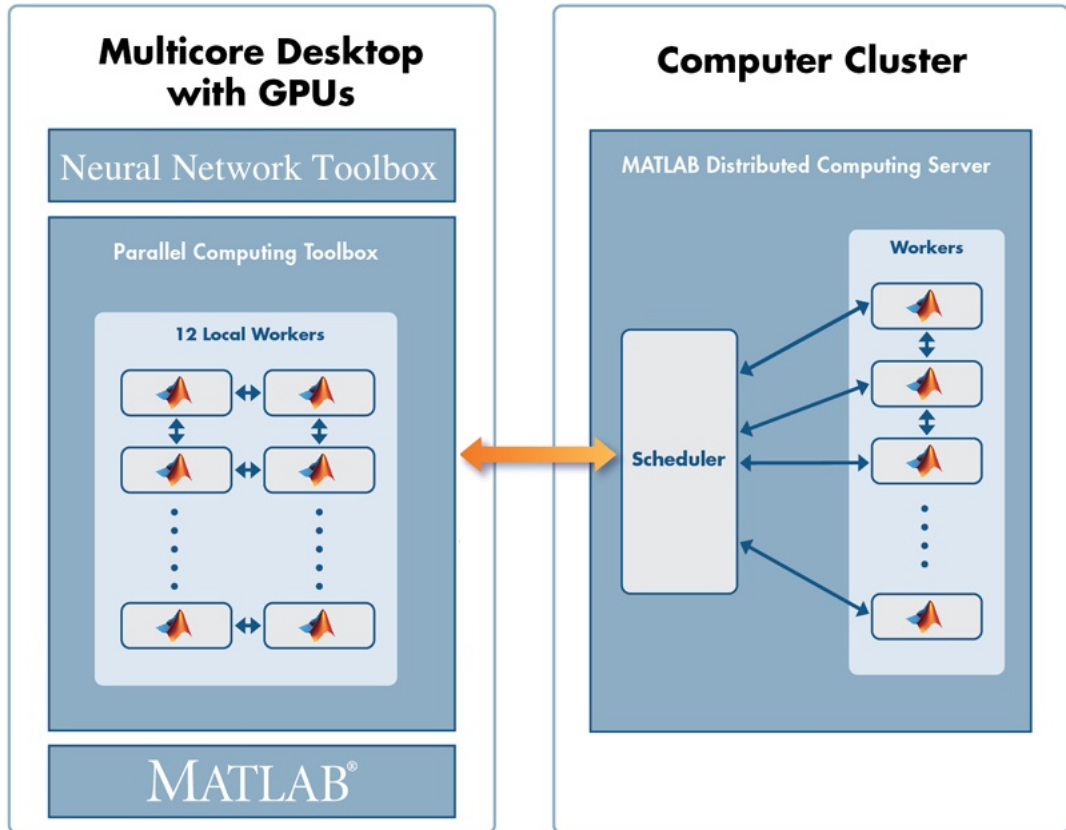 Multicore Desktop
with GPUs
Neural Network Toolbox
Parallel Computing Toolbox
12 Local Workers
MATLAB®
Computer Cluster
MATLAB Distributed Computing Server
Workers
Scheduler